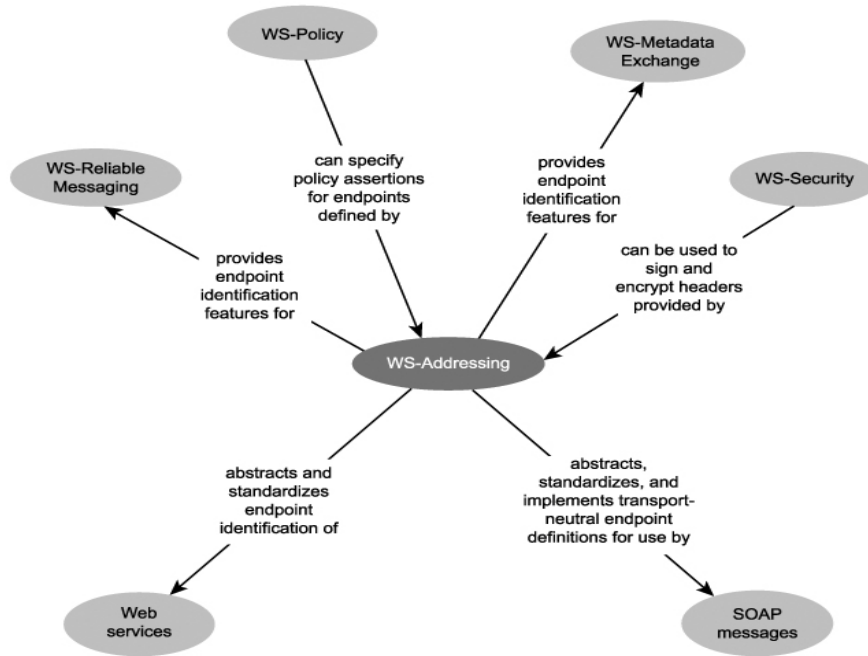 WS-Policy
WS-Metadata
Exchange
WS-Reliable
Messaging
can specify
policy assertions
for endpoints
defined by
provides
endpoint
identification
features for
WS-Security
provides
endpoint
identification
features for
can be used to
sign and
encrypt headers
provided by
WS-Addressing
abstracts and
standardizes
endpoint
identification of
abstracts,
standardizes, and
implements transport-
neutral endpoint
definitions for use by
Web
services
SOAP
messages